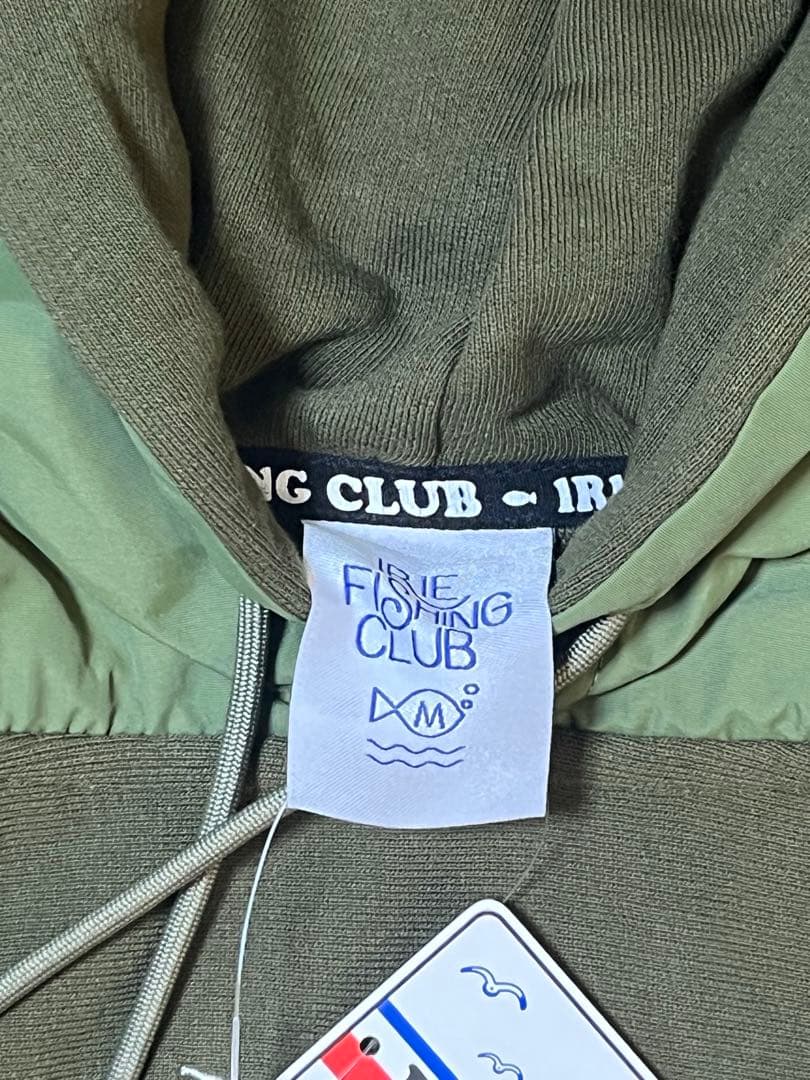 NG CLUB - IRI
IRIE
FISHING
CLUB
M